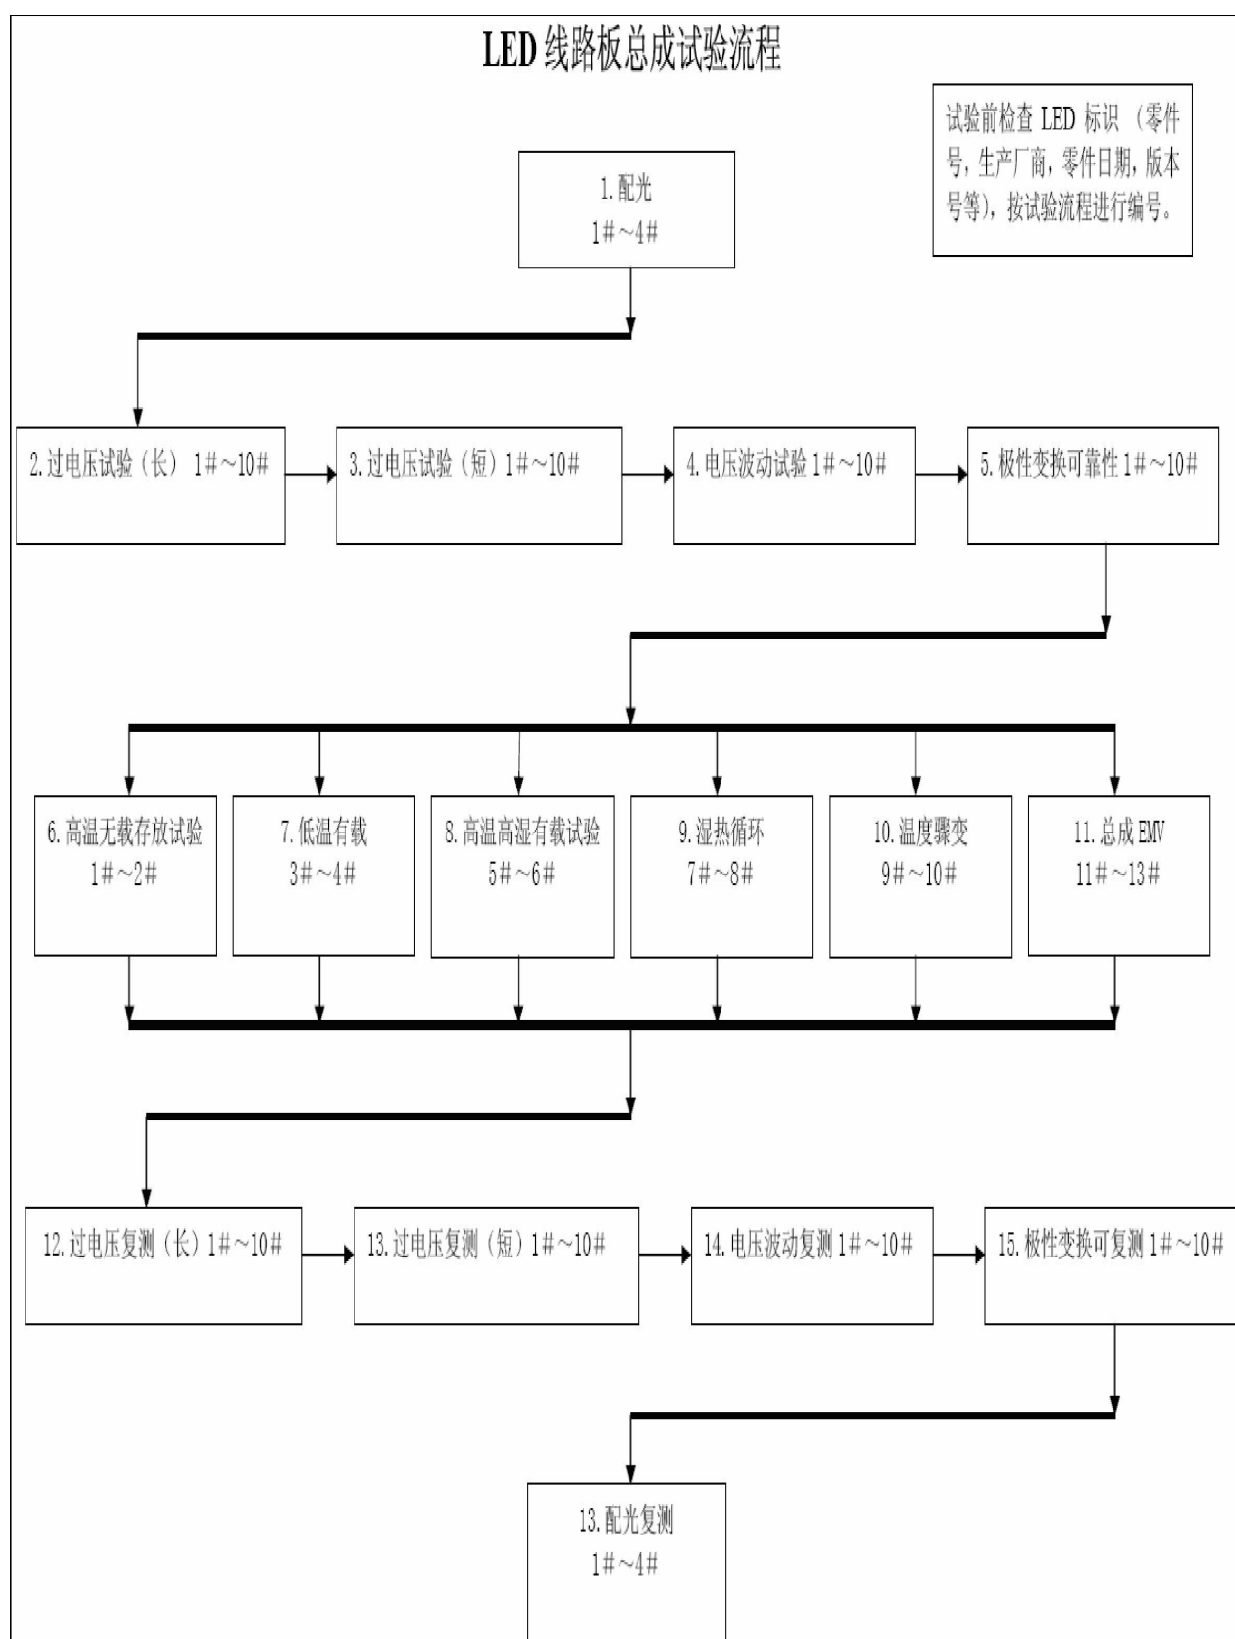 LED 线路板总成试验流程
试验前检查 LED 标识 （零件
号, 生产厂商, 零件日期, 版本
号等), 按试验流程进行编号。
1. 配光
1#～4#
2. 过电压试验（长） 1#～10#
3. 过电压试验（短）1#～10#
4. 电压波动试验 1#～10#
5. 极性变换可靠性 1#～10#
6. 高温无载存放试验
1#～2#
7. 低温有载
3#～4#
8. 高温高湿有载试验
5#～6#
9. 湿热循环
7#～8#
10. 温度骤变
9#～10#
11. 总成 EMV
11#～13#
12. 过电压复测（长）1#～10#
13. 过电压复测（短）1#～10#
14. 电压波动复测 1#～10#
15. 极性变换可复测 1#～10#
13. 配光复测
1#～4#